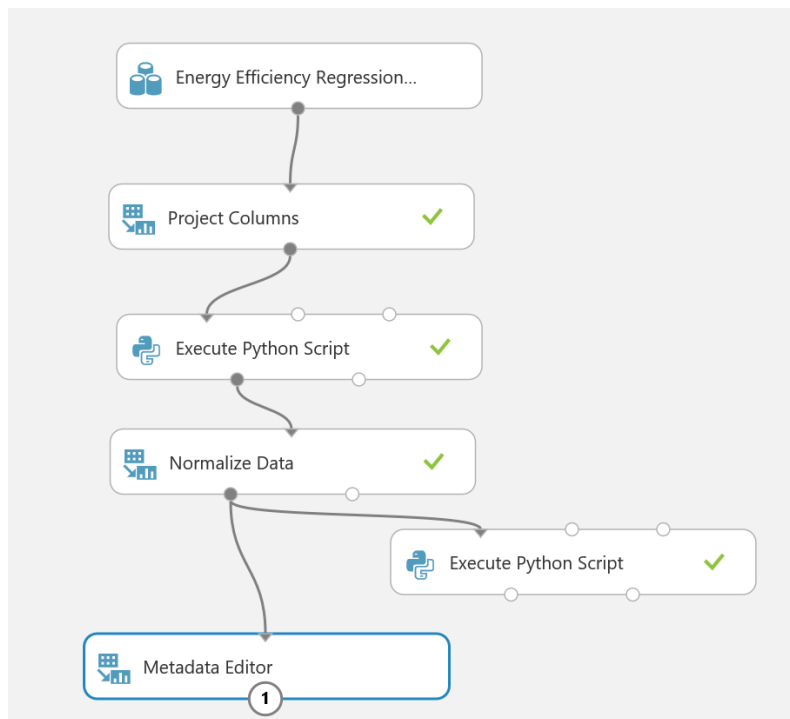 Energy Efficiency Regression...
Project Columns
Execute Python Script
Normalize Data
Execute Python Script
Metadata Editor
1